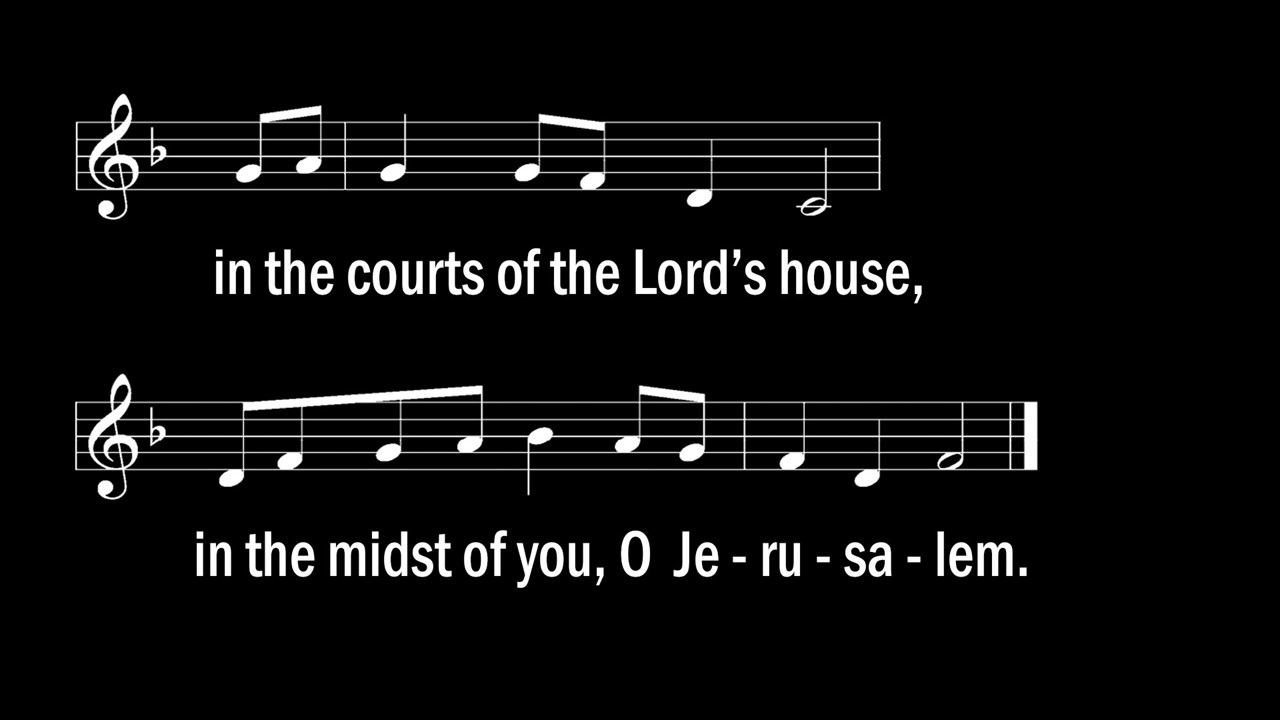 in the courts of the Lord’s house,
in the midst of you, O Je - ru - sa - lem.